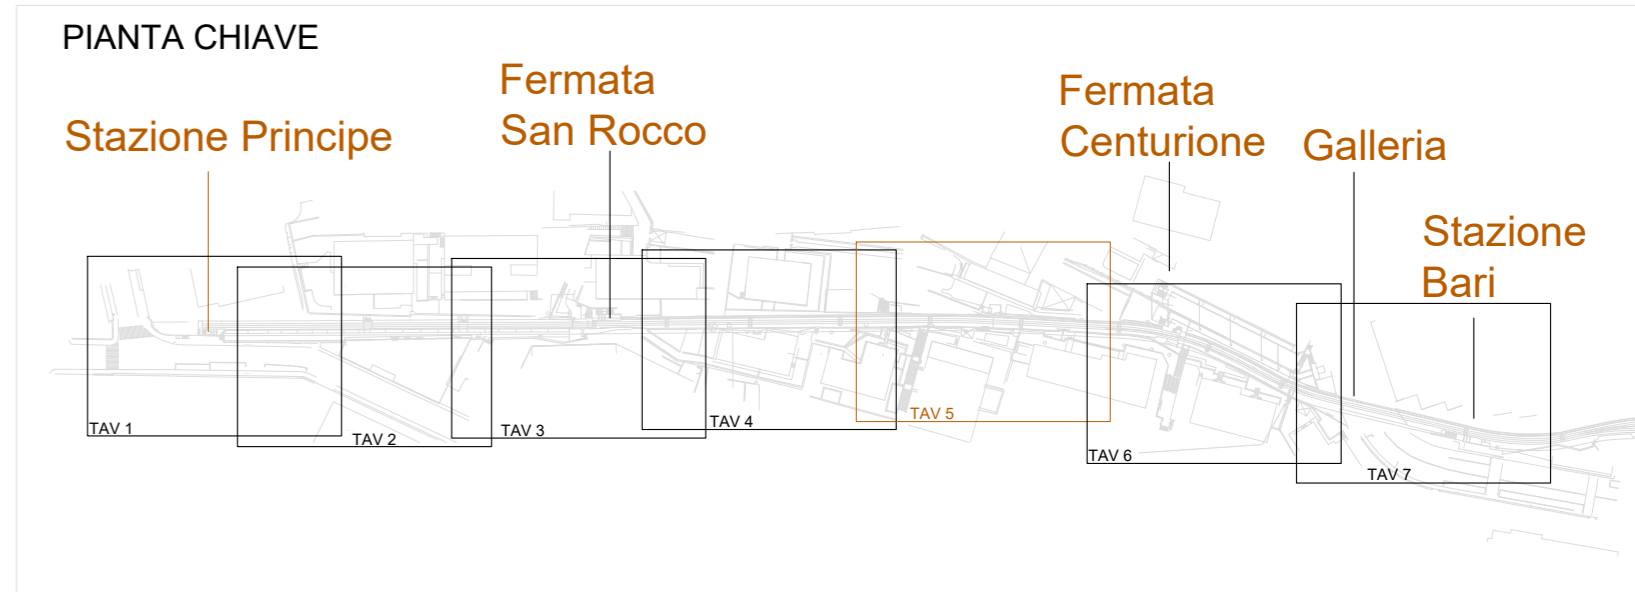 PIANTA CHIAVE
Stazione Principe
Fermata
San Rocco
Fermata
Centurione
Galleria
Stazione
Bari
TAV 1
TAV 2
TAV 3
TAV 4
TAV 5
TAV 6
TAV 7